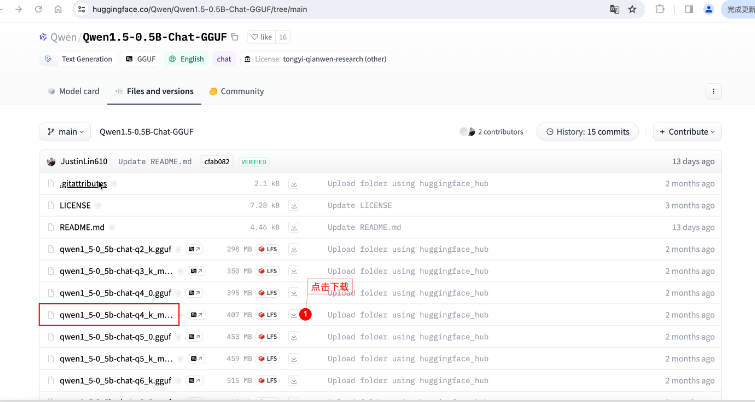 huggingface.co/Qwen/Qwen1.5-0.5B-Chat-GGUF/tree/main
完成更新
Qwen/Qwen1.5-0.5B-Chat-GGUF
like 16
Text Generation
GGUF
English
chat
License: tongyi-qianwen-research (other)
Model card
Files and versions
Community
main
Qwen1.5-0.5B-Chat-GGUF
2 contributors
History: 15 commits
+ Contribute
JustinLin610 Update README.md cfab082 VERIFIED 13 days ago
.gitattributes 2.1 kB Upload folder using huggingface_hub 2 months ago
LICENSE 7.28 kB Update LICENSE 3 months ago
README.md 4.46 kB Update README.md 13 days ago
qwen1_5-0_5b-chat-q2_k.gguf 298 MB LFS Upload folder using huggingface_hub 2 months ago
qwen1_5-0_5b-chat-q3_k_m... 350 MB LFS Upload folder using huggingface_hub 2 months ago
点击下载
qwen1_5-0_5b-chat-q4_0.gguf 395 MB LFS Upload folder using huggingface_hub 2 months ago
qwen1_5-0_5b-chat-q4_k_m... 407 MB LFS 1 Upload folder using huggingface_hub 2 months ago
qwen1_5-0_5b-chat-q5_0.gguf 453 MB LFS Upload folder using huggingface_hub 2 months ago
qwen1_5-0_5b-chat-q5_k_m... 459 MB LFS Upload folder using huggingface_hub 2 months ago
qwen1_5-0_5b-chat-q6_k.gguf 515 MB LFS Upload folder using huggingface_hub 2 months ago